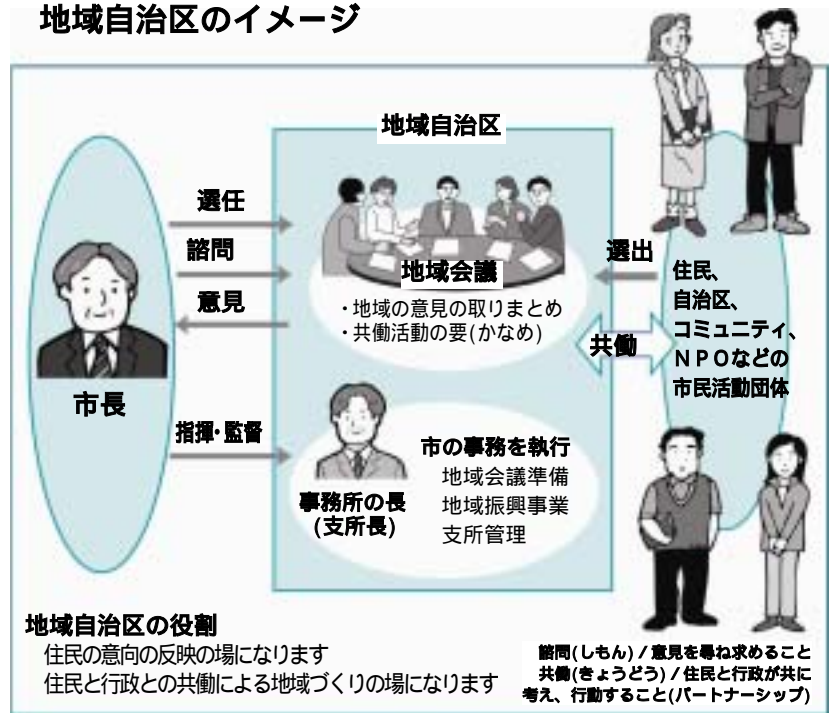 地域自治区のイメージ
地域自治区
選任
諮問
意見
市長
指揮・監督
地域会議
・地域の意見の取りまとめ
・共働活動の要(かなめ)
事務所の長
(支所長)
市の事務を執行
地域会議準備
地域振興事業
支所管理
選出
共働
住民、
自治区、
コミュニティ、
ＮＰＯなどの
市民活動団体
地域自治区の役割
住民の意向の反映の場になります
住民と行政との共働による地域づくりの場になります
諮問(しもん) / 意見を尋ね求めること
共働(きょうどう) / 住民と行政が共に
考え、行動すること(パートナーシップ)